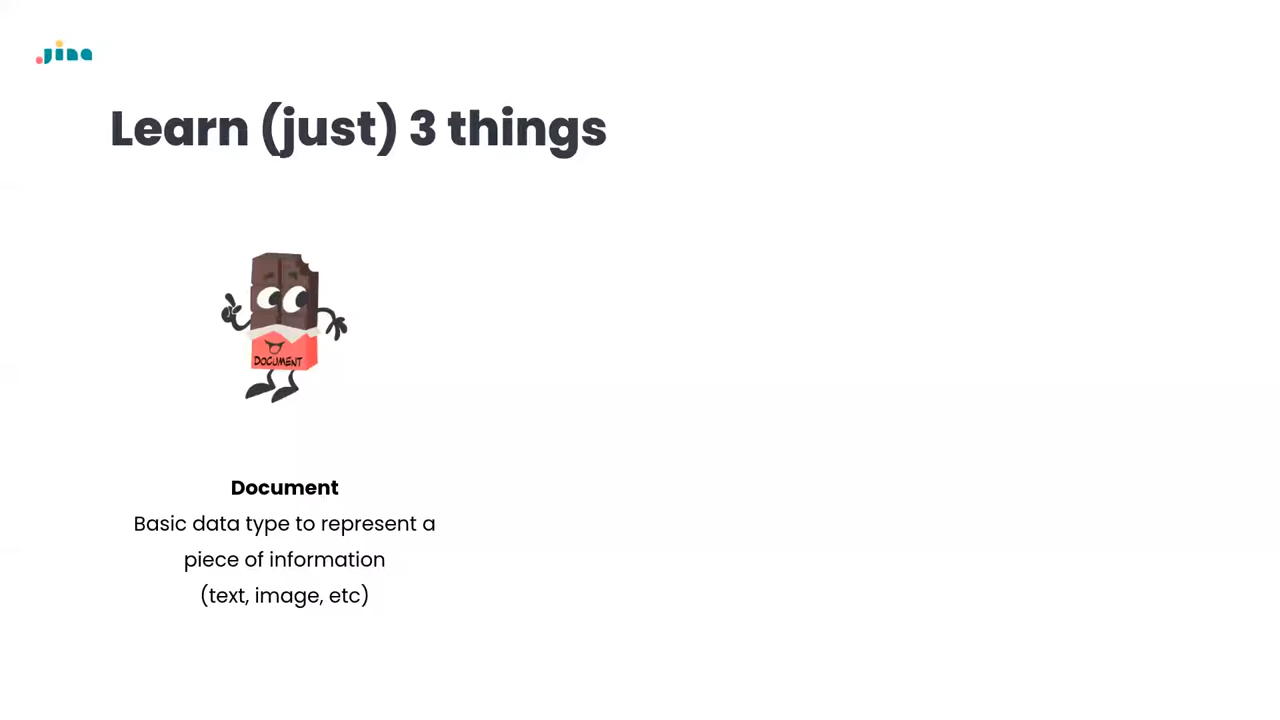 Jina
Learn (just) 3 things
DOCUMENT
Document
Basic data type to represent a
piece of information
(text, image, etc)